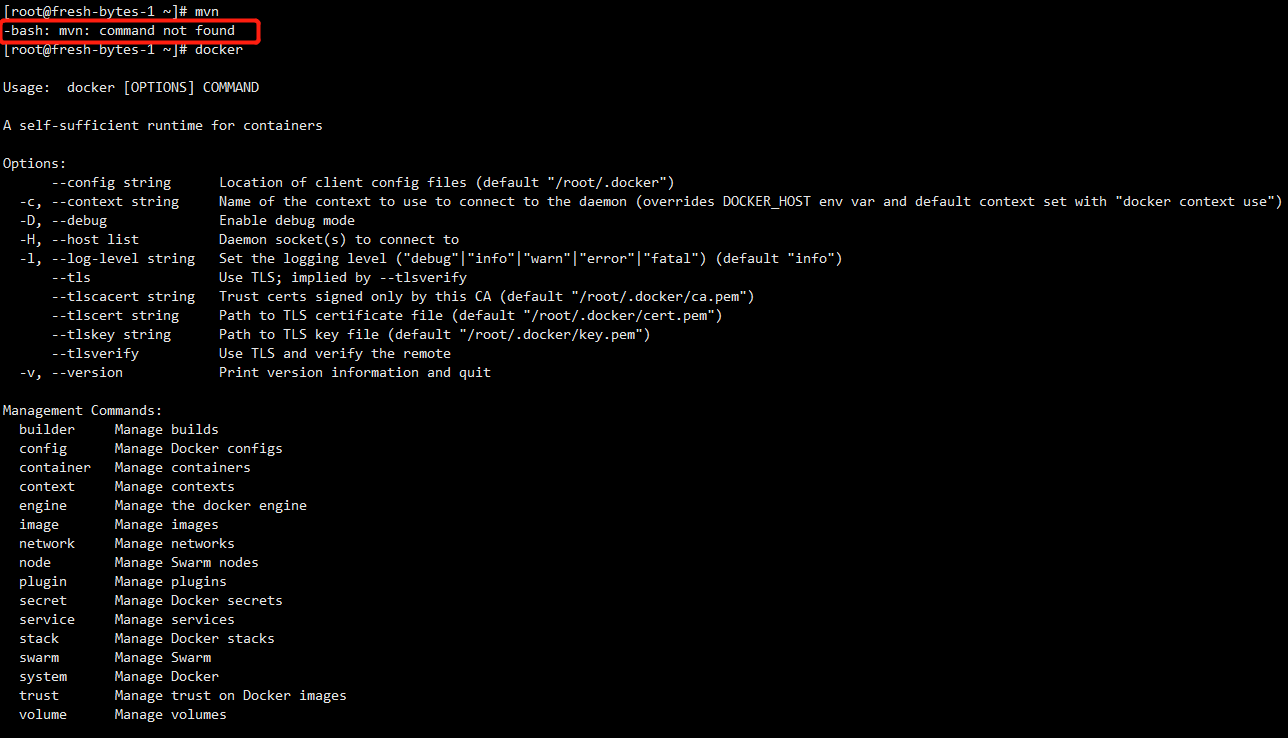 [root@fresh-bytes-1 ~]# mvn
-bash: mvn: command not found
[root@fresh-bytes-1 ~]# docker
Usage:  docker [OPTIONS] COMMAND
A self-sufficient runtime for containers
Options:
      --config string      Location of client config files (default "/root/.docker")
  -c, --context string     Name of the context to use to connect to the daemon (overrides DOCKER_HOST env var and default context set with "docker context use")
  -D, --debug              Enable debug mode
  -H, --host list          Daemon socket(s) to connect to
  -l, --log-level string   Set the logging level ("debug"|"info"|"warn"|"error"|"fatal") (default "info")
      --tls                Use TLS; implied by --tlsverify
      --tlscacert string   Trust certs signed only by this CA (default "/root/.docker/ca.pem")
      --tlscert string     Path to TLS certificate file (default "/root/.docker/cert.pem")
      --tlskey string      Path to TLS key file (default "/root/.docker/key.pem")
      --tlsverify          Use TLS and verify the remote
  -v, --version            Print version information and quit
Management Commands:
  builder     Manage builds
  config      Manage Docker configs
  container   Manage containers
  context     Manage contexts
  engine      Manage the docker engine
  image       Manage images
  network     Manage networks
  node        Manage Swarm nodes
  plugin      Manage plugins
  secret      Manage Docker secrets
  service     Manage services
  stack       Manage Docker stacks
  swarm       Manage Swarm
  system      Manage Docker
  trust       Manage trust on Docker images
  volume      Manage volumes